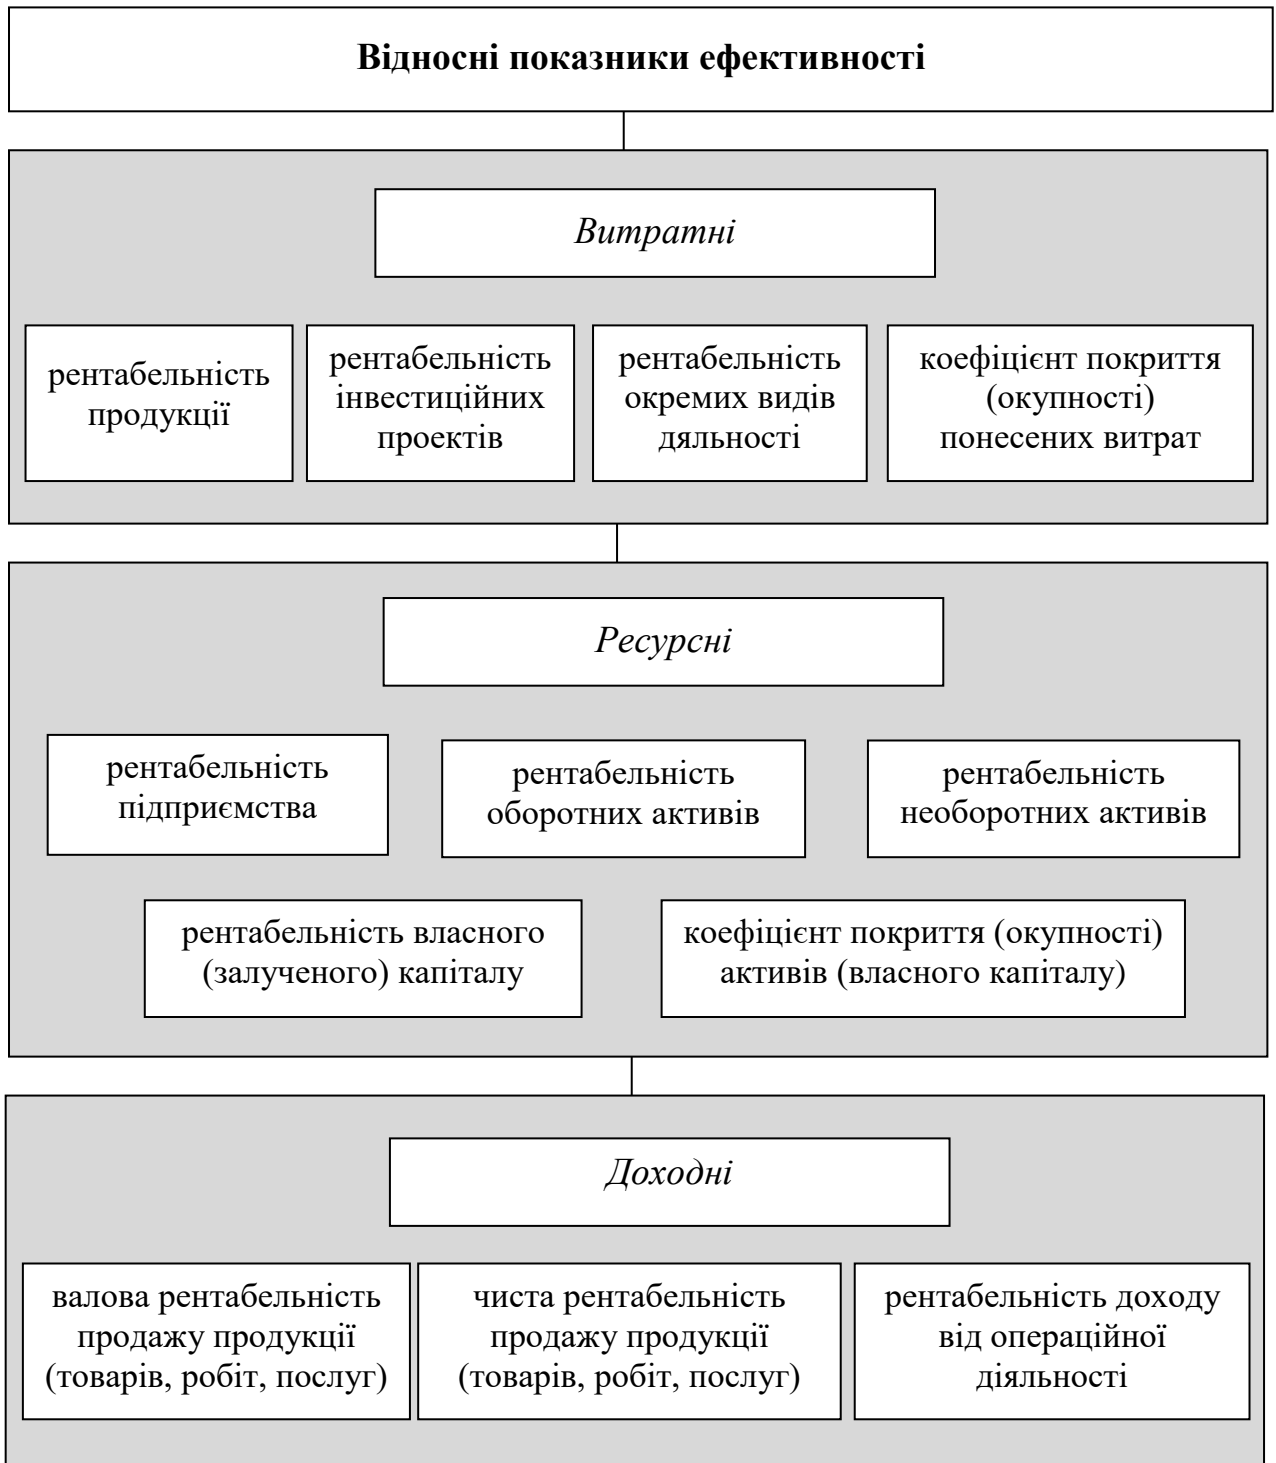 Відносні показники ефективності
Витратні
рентабельність
продукції
рентабельність
інвестиційних
проектів
рентабельність
окремих видів
дяльності
коефіцієнт покриття
(окупності)
понесених витрат
Ресурсні
рентабельність
підприємства
рентабельність
оборотних активів
рентабельність
необоротних активів
рентабельність власного
(залученого) капіталу
коефіцієнт покриття (окупності)
активів (власного капіталу)
Доходні
валова рентабельність
продажу продукції
(товарів, робіт, послуг)
чиста рентабельність
продажу продукції
(товарів, робіт, послуг)
рентабельність доходу
від операційної
діяльності